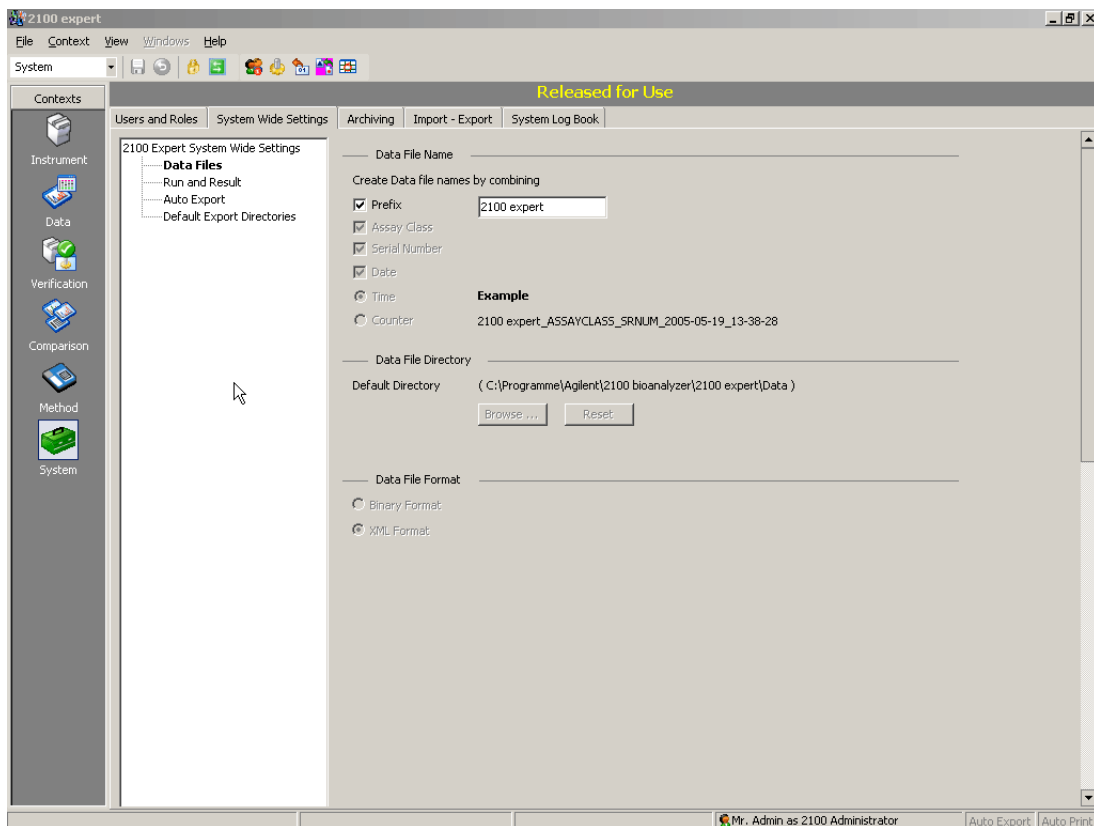 2100 expert
File Context View Windows Help
System
Contexts
Released for Use
Users and Roles System Wide Settings Archiving Import - Export System Log Book
Instrument
Data
Verification
Comparison
Method
System
2100 Expert System Wide Settings
Data Files
Run and Result
Auto Export
Default Export Directories
Data File Name
Create Data file names by combining
Prefix 2100 expert
Assay Class
Serial Number
Date
Time Example
Counter 2100 expert_ASSAYCLASS_SRNUM_2005-05-19_13-38-28
Data File Directory
Default Directory ( C:\Programme\Agilent\2100 bioanalyzer\2100 expert\Data )
Browse ... Reset
Data File Format
Binary Format
XML Format
Mr. Admin as 2100 Administrator Auto Export Auto Print